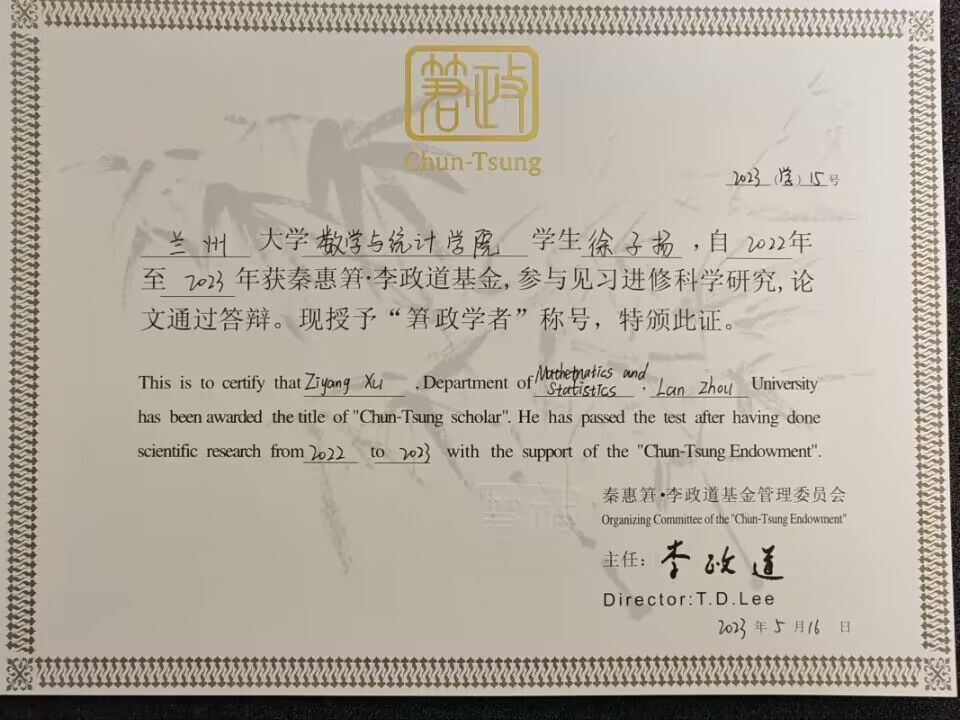 箬政
Chun-Tsung
2023 (学) 15 号
兰州 大学 数学与统计学院 学生 徐子扬 , 自 2022 年
至 2023 年获秦惠箬·李政道基金, 参与见习进修科学研究, 论
文通过答辩。现授予“箬政学者”称号, 特颁此证。
This is to certify that Ziyang Xu , Department of Mathetnatics and Statistics , Lan Zhou University
has been awarded the title of "Chun-Tsung scholar". He has passed the test after having done
scientific research from 2022 to 2023 with the support of the "Chun-Tsung Endowment".
秦惠箬·李政道基金管理委员会
Organizing Committee of the "Chun-Tsung Endowment"
主任: 李政道
Director:T.D.Lee
2023 年 5 月 16 日